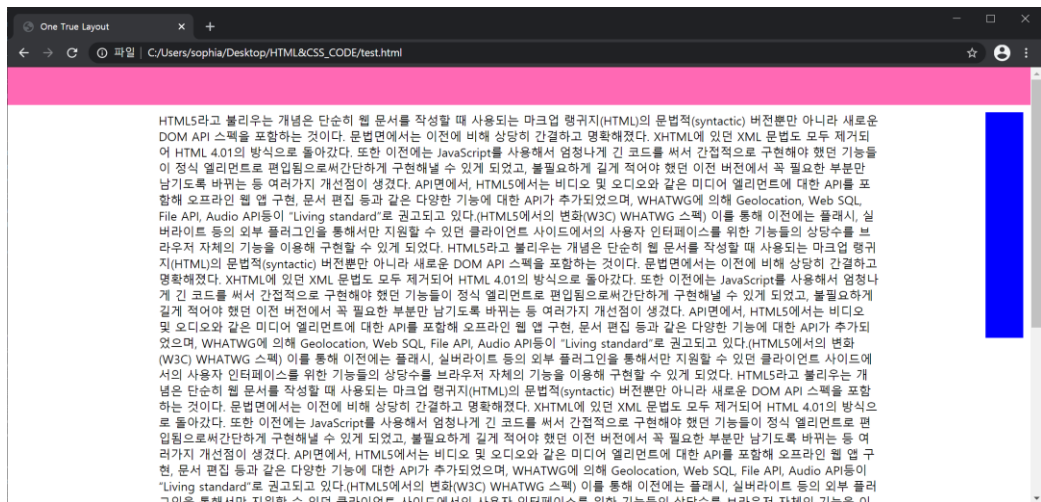 One True Layout
파일 | C:/Users/sophia/Desktop/HTML&CSS_CODE/test.html
HTML5라고 불리우는 개념은 단순히 웹 문서를 작성할 때 사용되는 마크업 랭귀지(HTML)의 문법적(syntactic) 버전뿐만 아니라 새로운
DOM API 스펙을 포함하는 것이다. 문법면에서는 이전에 비해 상당히 간결하고 명확해졌다. XHTML에 있던 XML 문법도 모두 제거되
어 HTML 4.01의 방식으로 돌아갔다. 또한 이전에는 JavaScript를 사용해서 엄청나게 긴 코드를 써서 간접적으로 구현해야 했던 기능들
이 정식 엘리먼트로 편입됨으로써간단하게 구현해낼 수 있게 되었고, 불필요하게 길게 적어야 했던 이전 버전에서 꼭 필요한 부분만
남기도록 바뀌는 등 여러가지 개선점이 생겼다. API면에서, HTML5에서는 비디오 및 오디오와 같은 미디어 엘리먼트에 대한 API를 포
함해 오프라인 웹 앱 구현, 문서 편집 등과 같은 다양한 기능에 대한 API가 추가되었으며, WHATWG에 의해 Geolocation, Web SQL,
File API, Audio API등이 “Living standard”로 권고되고 있다.(HTML5에서의 변화(W3C) WHATWG 스펙) 이를 통해 이전에는 플래시, 실
버라이트 등의 외부 플러그인을 통해서만 지원할 수 있던 클라이언트 사이드에서의 사용자 인터페이스를 위한 기능들의 상당수를 브
라우저 자체의 기능을 이용해 구현할 수 있게 되었다. HTML5라고 불리우는 개념은 단순히 웹 문서를 작성할 때 사용되는 마크업 랭귀
지(HTML)의 문법적(syntactic) 버전뿐만 아니라 새로운 DOM API 스펙을 포함하는 것이다. 문법면에서는 이전에 비해 상당히 간결하고
명확해졌다. XHTML에 있던 XML 문법도 모두 제거되어 HTML 4.01의 방식으로 돌아갔다. 또한 이전에는 JavaScript를 사용해서 엄청나
게 긴 코드를 써서 간접적으로 구현해야 했던 기능들이 정식 엘리먼트로 편입됨으로써간단하게 구현해낼 수 있게 되었고, 불필요하게
길게 적어야 했던 이전 버전에서 꼭 필요한 부분만 남기도록 바뀌는 등 여러가지 개선점이 생겼다. API면에서, HTML5에서는 비디오
및 오디오와 같은 미디어 엘리먼트에 대한 API를 포함해 오프라인 웹 앱 구현, 문서 편집 등과 같은 다양한 기능에 대한 API가 추가되
었으며, WHATWG에 의해 Geolocation, Web SQL, File API, Audio API등이 “Living standard”로 권고되고 있다.(HTML5에서의 변화
(W3C) WHATWG 스펙) 이를 통해 이전에는 플래시, 실버라이트 등의 외부 플러그인을 통해서만 지원할 수 있던 클라이언트 사이드에
서의 사용자 인터페이스를 위한 기능들의 상당수를 브라우저 자체의 기능을 이용해 구현할 수 있게 되었다. HTML5라고 불리우는 개
념은 단순히 웹 문서를 작성할 때 사용되는 마크업 랭귀지(HTML)의 문법적(syntactic) 버전뿐만 아니라 새로운 DOM API 스펙을 포함
하는 것이다. 문법면에서는 이전에 비해 상당히 간결하고 명확해졌다. XHTML에 있던 XML 문법도 모두 제거되어 HTML 4.01의 방식으
로 돌아갔다. 또한 이전에는 JavaScript를 사용해서 엄청나게 긴 코드를 써서 간접적으로 구현해야 했던 기능들이 정식 엘리먼트로 편
입됨으로써간단하게 구현해낼 수 있게 되었고, 불필요하게 길게 적어야 했던 이전 버전에서 꼭 필요한 부분만 남기도록 바뀌는 등 여
러가지 개선점이 생겼다. API면에서, HTML5에서는 비디오 및 오디오와 같은 미디어 엘리먼트에 대한 API를 포함해 오프라인 웹 앱 구
현, 문서 편집 등과 같은 다양한 기능에 대한 API가 추가되었으며, WHATWG에 의해 Geolocation, Web SQL, File API, Audio API등이
“Living standard”로 권고되고 있다.(HTML5에서의 변화(W3C) WHATWG 스펙) 이를 통해 이전에는 플래시, 실버라이트 등의 외부 플러
그인을 통해서만 지원할 수 있던 클라이언트 사이드에서의 사용자 인터페이스를 위한 기능들의 상당수를 브라우저 자체의 기능을 이